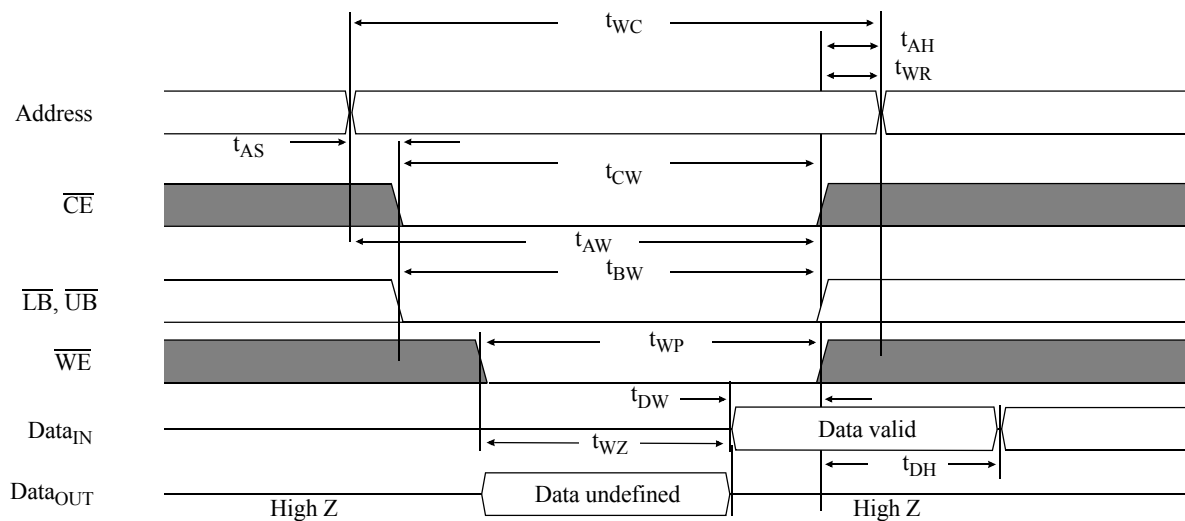 tWC
tAH
tWR
Address
tAS
tCW
CE
tAW
tBW
LB, UB
tWP
WE
tDW
DataIN
Data valid
tWZ
tDH
DataOUT
Data undefined
High Z
High Z